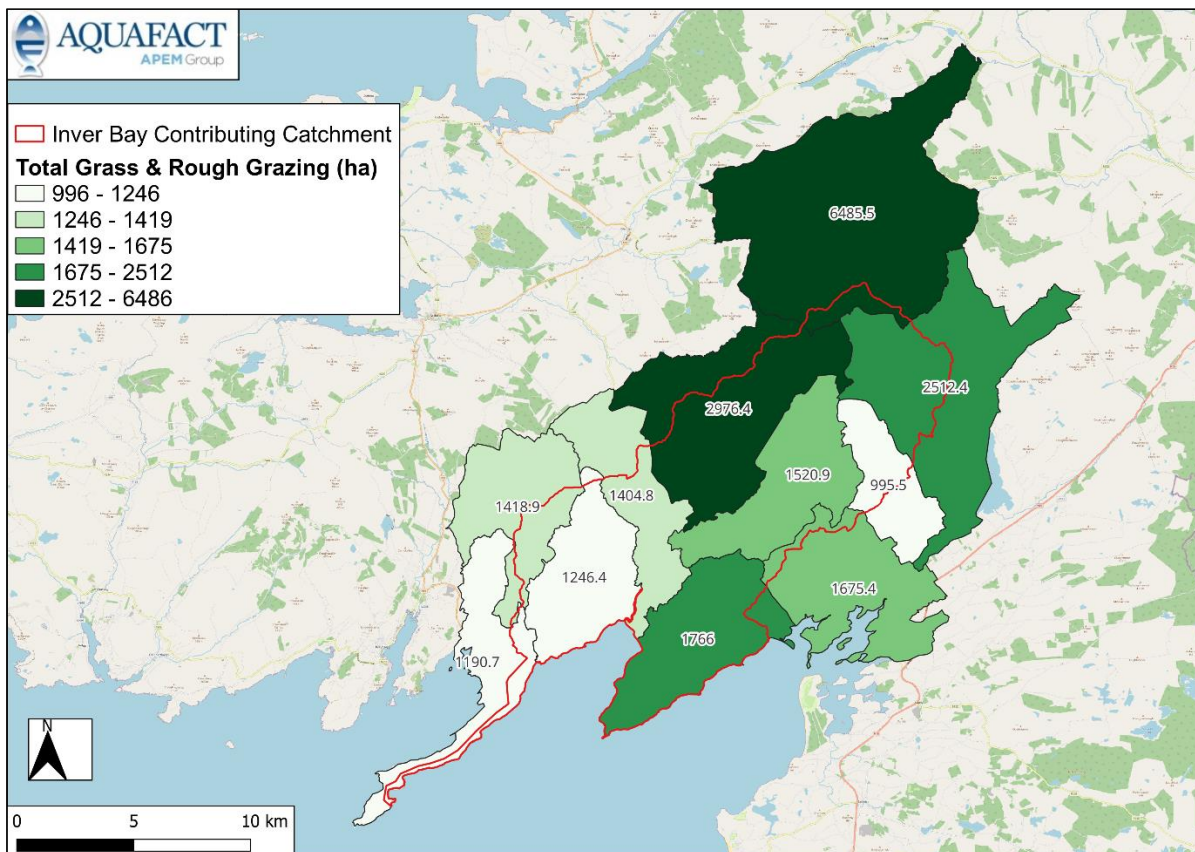 AQUAFACT
APEM Group
Inver Bay Contributing Catchment
Total Grass & Rough Grazing (ha)
996 - 1246
1246 - 1419
1419 - 1675
1675 - 2512
2512 - 6486
6485.5
2512.4
2976.4
1520.9
995.5
1418.9
1404.8
1246.4
1675.4
1766
1190.7
N
0 5 10 km